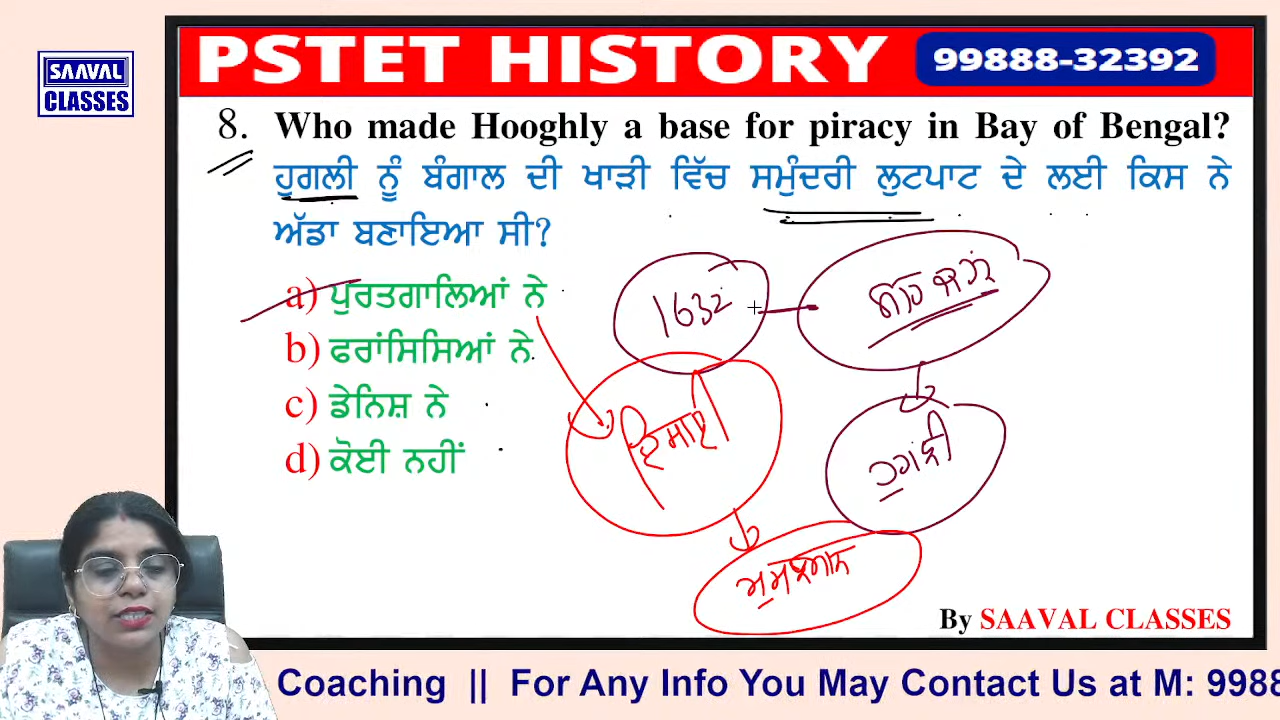 SAAVAL
CLASSES
PSTET HISTORY
99888-32392
8. Who made Hooghly a base for piracy in Bay of Bengal?
ਹੁਗਲੀ ਨੂੰ ਬੰਗਾਲ ਦੀ ਖਾੜੀ ਵਿੱਚ ਸਮੁੰਦਰੀ ਲੁਟਪਾਟ ਦੇ ਲਈ ਕਿਸ ਨੇ
ਅੱਡਾ ਬਣਾਇਆ ਸੀ?
a) ਪੁਰਤਗਾਲਿਆਂ ਨੇ
b) ਫਰਾਂਸਿਸਿਆਂ ਨੇ
c) ਡੇਨਿਸ਼ ਨੇ
d) ਕੋਈ ਨਹੀਂ
1632
ਹੁਗਲੀ
ਮੁਸਲਮਾਨ
By SAAVAL CLASSES
Coaching || For Any Info You May Contact Us at M: 9988